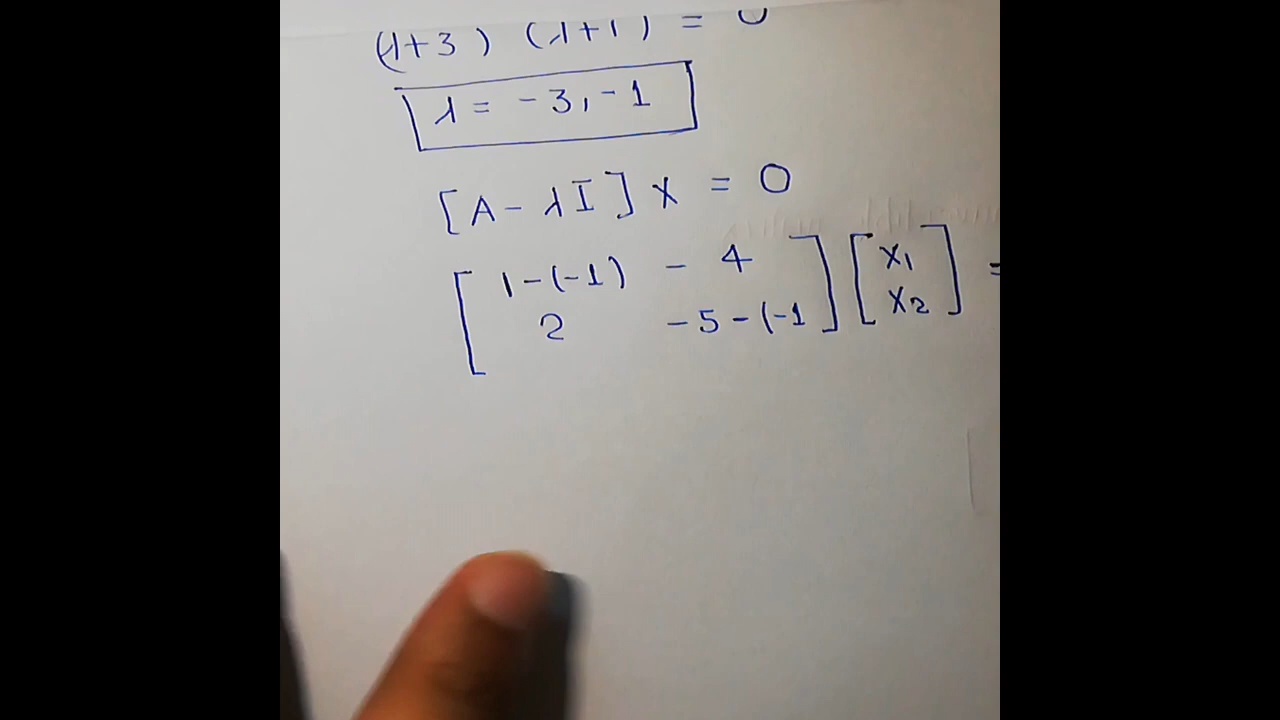 (λ+3) (λ+1) = 0
λ = -3, -1
[A - λI] X = 0
[1-(-1) -4
2 -5-(-1] [X1
X2] =